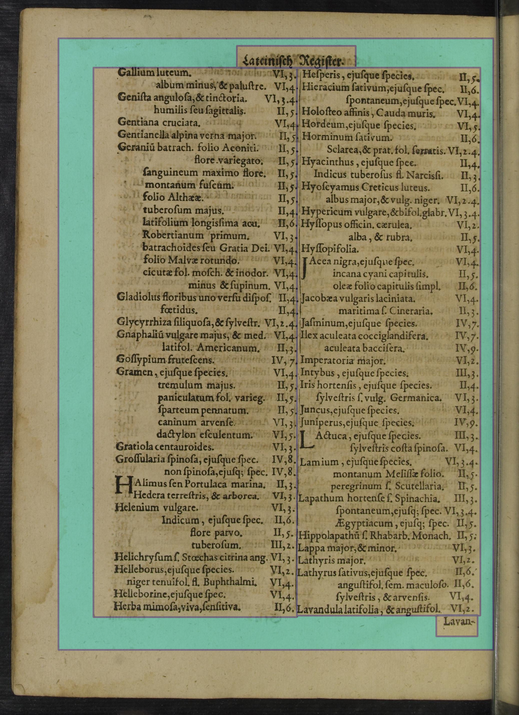 Lateinisch Register.
Gallium luteum. VI,3.
album minus, & palustre. VI,4.
Genista angulosa, & tinctoria. VI,3.4.
humilis seu sagittalis. II,5.
Gentiana cruciata. VI,4.
Gentianella alpina verna major. II,5.
Geraniū batrach. folio Aconiti. II,5.
flore variegato. II,5.
sanguineum maximo flore. II,5.
montanum fuscum. II,5.
folio Althææ. II,5.
tuberosum majus. II,4.
latifolium longissima acu. II,6.
Robertianum primum. VI,3.
batrachoides seu Gratia Dei. VI,4.
folio Malvæ rotundo. VI,4.
cicutæ fol. mosch. & inodor. VI,4.
minus & supinum. VI,4.
Gladiolus floribus uno versu dispos. II,4.
fœtidus. II,4.
Glycyrrhiza siliquosa, & sylvestr. VI,2.4.
Gnaphaliū vulgare majus, & med. VI,4.
latifol. Americanum. II,3.
Gossypium frutescens. IV,7.
Gramen, ejusque species. VI,4.
tremulum majus. II,5.
paniculatum fol. varieg. II,5.
sparteum pennatum. II,5.
caninum arvense. VI,3.
dactylon esculentum. VI,5.
Gratiola centauroides. VI,3.
Grossularia spinosa, ejusque spec. IV,8.
non spinosa, ejusq; spec. IV,8.
HAlimus seu Portulaca marina. II,3.
Hedera terrestris, & arborea. VI,3.
Helenium vulgare. VI,3.
Indicum, ejusque spec. II,6.
flore parvo. II,5.
tuberosum. III,2.
Helichrysum s. Stœchas citrina ang. VI,3.
Helleborus, ejusque species. VI,2.
niger tenuifol. fl. Buphthalmi. VI,4.
Helleborine, ejusque spec. VI,4.
Herba mimosa, viva, sensitiva. II,6.
Hesperis, ejusque species. II,5.
Hieracium sativum, ejusque spec. II,6.
spontaneum, ejusque spec. VI,4.
Holosteo affinis, Cauda muris. VI,4.
Hordeum, ejusque species. VI,5.
Horminum sativum. II,6.
Sclarea, & prat. fol. serratis. VI,2.4.
Hyacinthus, ejusque spec. II,4.
Indicus tuberosus fl. Narcissi. II,3.
Hyoscyamus Creticus luteus. II,6.
albus major, & vulg. niger. VI,2.4.
Hypericum vulgare, & bifol. glabr. VI,3.4.
Hyssopus officin. cærulea. VI,2.
alba, & rubra. II,5.
Hyssopifolia. VI,4.
JAcea nigra, ejusque spec. VI,4.
incana cyani capitulis. II,5.
oleæ folio capitulis simpl. II,6.
Jacobæa vulgaris laciniata. VI,4.
maritima s. Cineraria. II,3.
Jasminum, ejusque species. IV,7.
Ilex aculeata cocciglandifera. IV,7.
aculeata baccifera. IV,9.
Imperatoria major. VI,2.
Intybus, ejusque species. III,3.
Iris hortensis, ejusque species. II,4.
sylvestris s. vulg. Germanica. VI,3.
Juncus, ejusque species. VI,4.
Juniperus, ejusque species. IV,9.
LActuca, ejusque species. III,3.
sylvestris costa spinosa. VI,4.
Lamium, ejusque species. VI,3.4.
montanum Melissæ folio. II,5.
peregrinum s. Scutellaria. II,5.
Lapathum hortense s. Spinachia. III,3.
spontaneum, ejusq; spec. VI,3.4.
Ægyptiacum, ejusq; spec. II,5.
Hippolapathū s. Rhabarb. Monach. II,5.
Lappa major, & minor. VI,3.
Lathyris major. VI,2.
Lathyrus sativus, ejusque spec. II,6.
angustifol. sem. maculoso. II,6.
sylvestris, & arvensis. VI,4.
Lavandula latifolia, & angustifol. VI,2.
Lavan-